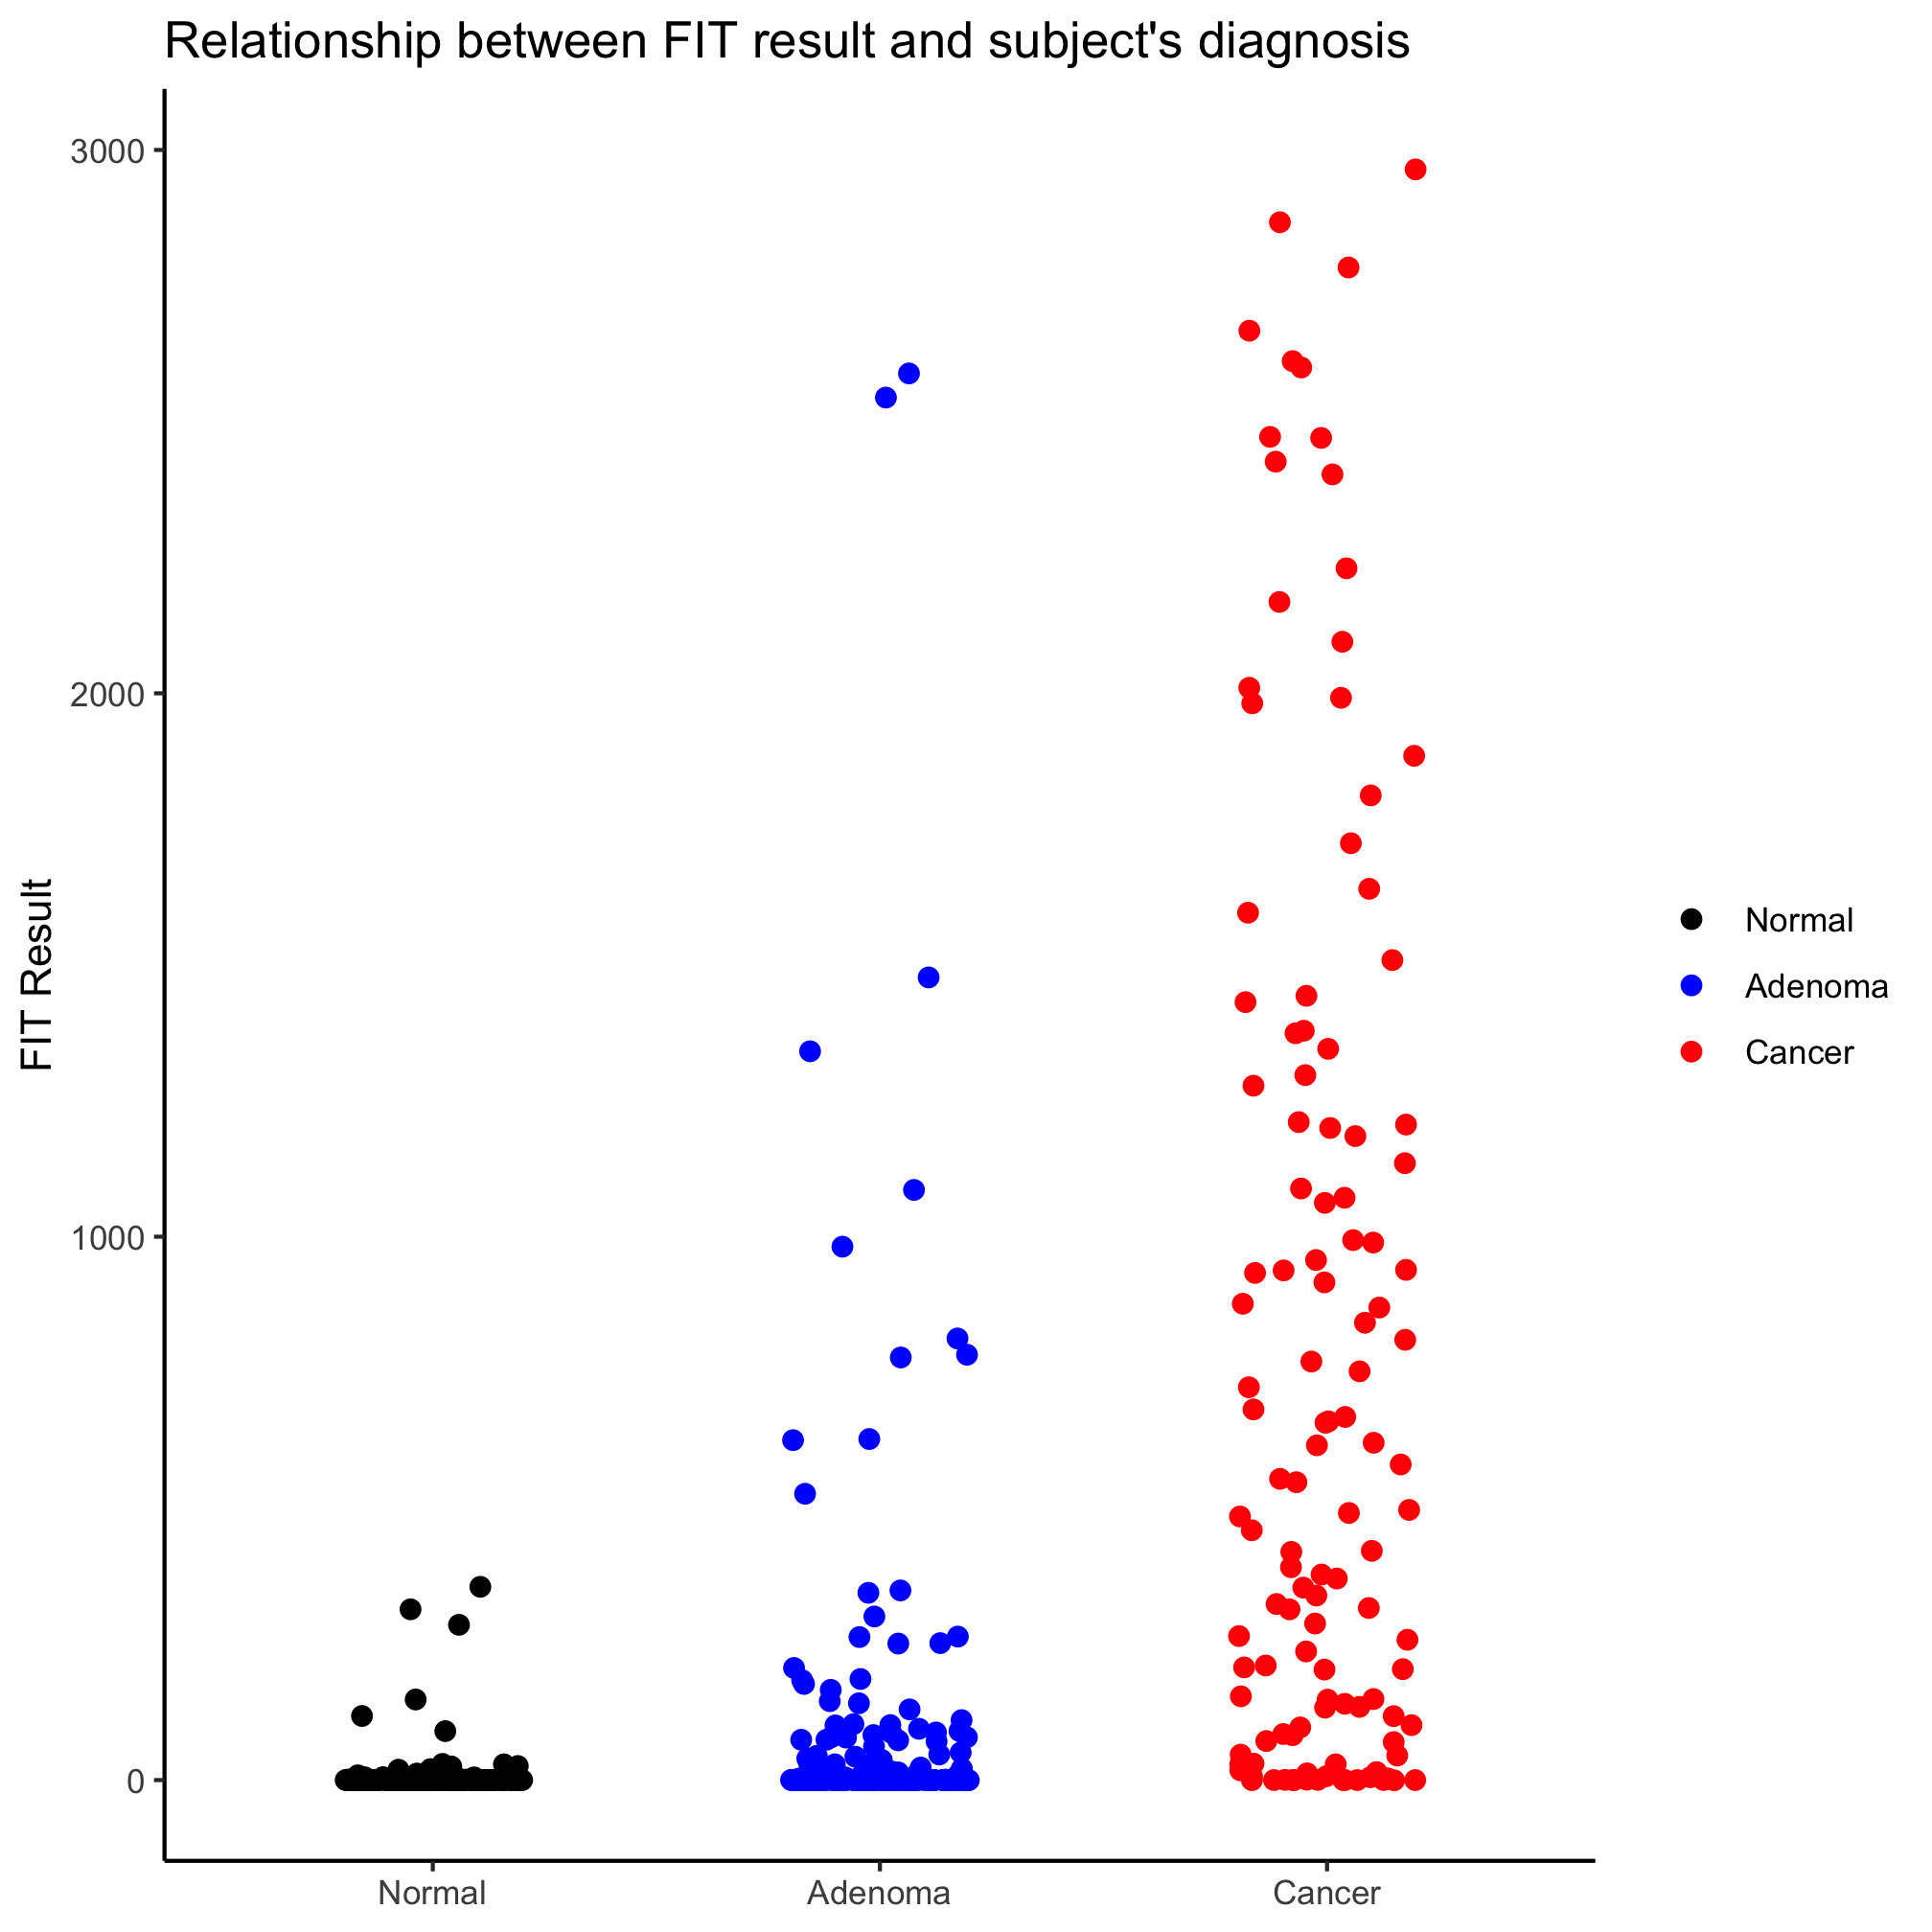 Relationship between FIT result and subject's diagnosis
3000
2000
1000
0
FIT Result
Normal
Adenoma
Cancer
Normal
Adenoma
Cancer